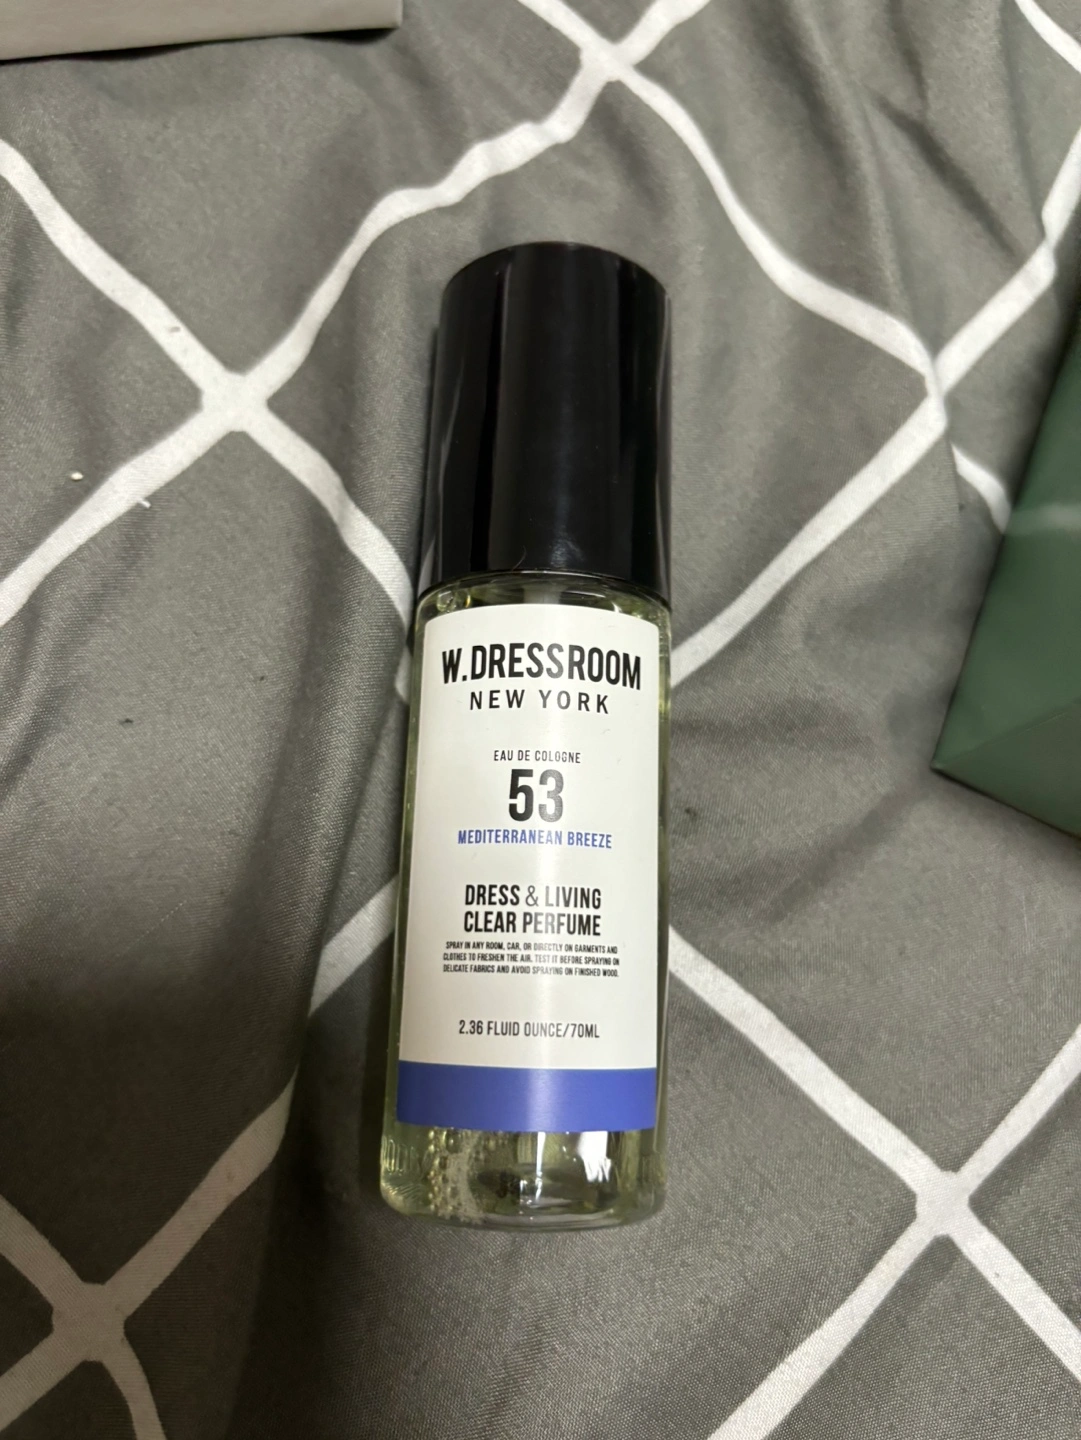 W.DRESSROOM
NEW YORK
EAU DE COLOGNE
53
MEDITERRANEAN BREEZE
DRESS & LIVING
CLEAR PERFUME
SPRAY IN ANY ROOM, CAR, OR DIRECTLY ON GARMENTS AND
CLOTHES TO FRESHEN THE AIR. TEST IT BEFORE SPRAYING ON
DELICATE FABRICS AND AVOID SPRAYING ON FINISHED WOOD.
2.36 FLUID OUNCE/70ML